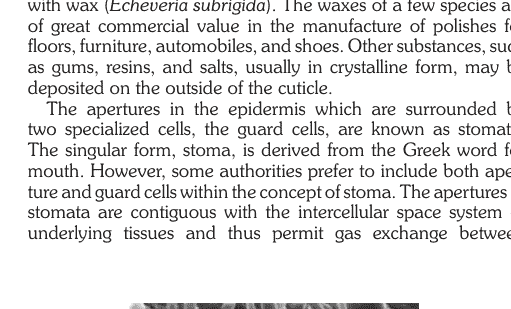 with wax (Echeveria subrigida). The waxes of a few species a
of great commercial value in the manufacture of polishes f
floors, furniture, automobiles, and shoes. Other substances, suc
as gums, resins, and salts, usually in crystalline form, may b
deposited on the outside of the cuticle.
The apertures in the epidermis which are surrounded b
two specialized cells, the guard cells, are known as stomat
The singular form, stoma, is derived from the Greek word f
mouth. However, some authorities prefer to include both ape
ture and guard cells within the concept of stoma. The apertures
stomata are contiguous with the intercellular space system
underlying tissues and thus permit gas exchange betwee